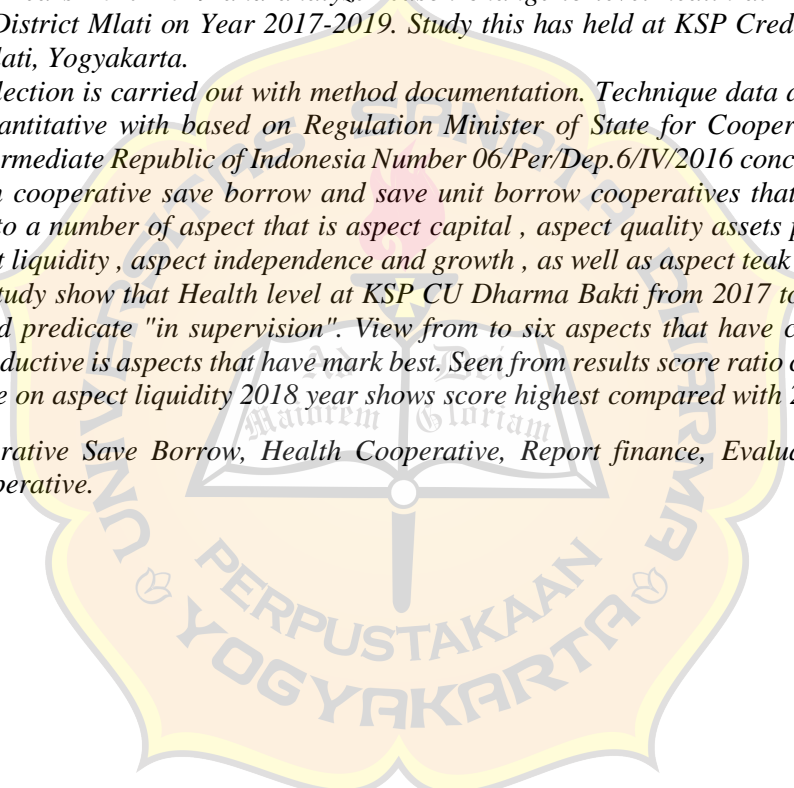 District Mlati on Year 2017-2019. Study this has held at KSP Cred
lati, Yogyakarta.
lection is carried out with method documentation. Technique data a
antitative with based on Regulation Minister of State for Cooper
rmediate Republic of Indonesia Number 06/Per/Dep.6/IV/2016 conc
n cooperative save borrow and save unit borrow cooperatives that
to a number of aspect that is aspect capital , aspect quality assets p
t liquidity , aspect independence and growth , as well as aspect teak
tudy show that Health level at KSP CU Dharma Bakti from 2017 to
d predicate "in supervision". View from to six aspects that have c
ductive is aspects that have mark best. Seen from results score ratio c
e on aspect liquidity 2018 year shows score highest compared with 2
rative Save Borrow, Health Cooperative, Report finance, Evalua
perative.
UNIVERSITAS SANATA DHARMA
Ad Dei
Maiorem Gloriam
PERPUSTAKAAN
YOGYAKARTA